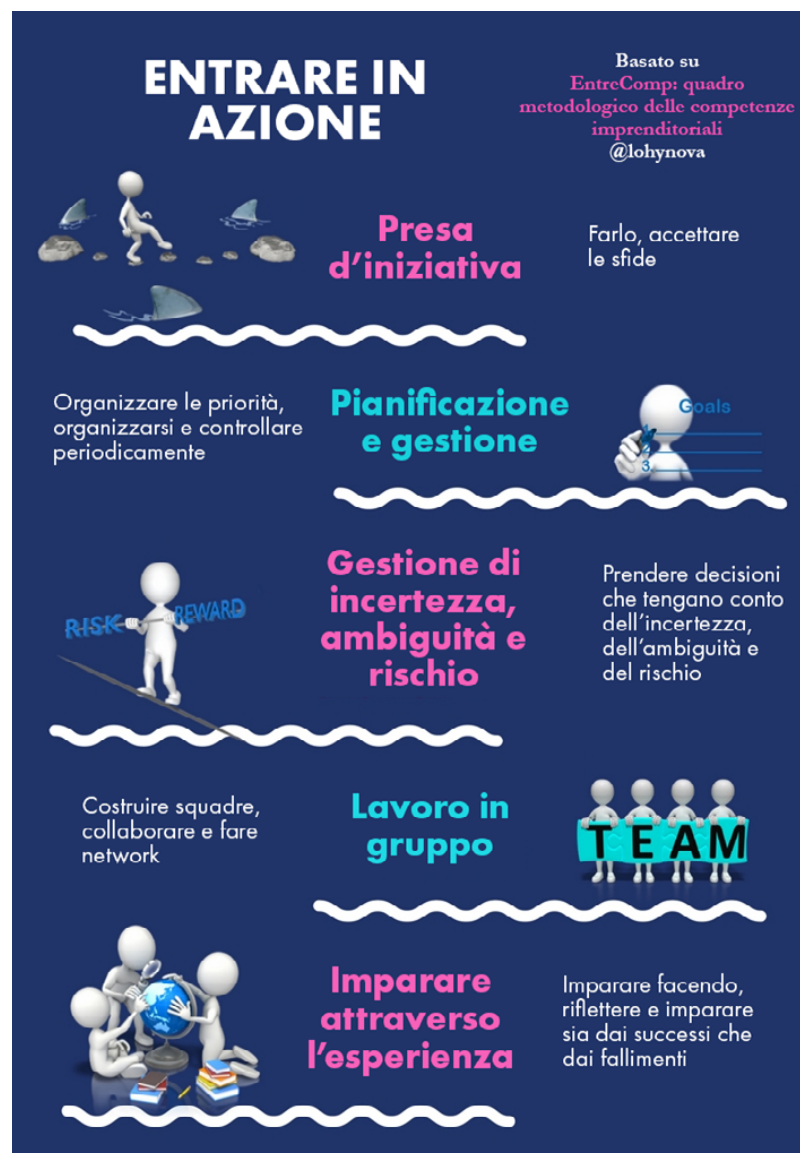 ENTRARE IN
AZIONE
Basato su
EntreComp: quadro
metodologico delle competenze
imprenditoriali
@lohynova
Presa
d’iniziativa
Farlo, accettare
le sfide
Organizzare le priorità,
organizzarsi e controllare
periodicamente
Pianificazione
e gestione
Goals
1
2
3
RISK
REWARD
Gestione di
incertezza,
ambiguità e
rischio
Prendere decisioni
che tengano conto
dell’incertezza,
dell’ambiguità e
del rischio
Costruire squadre,
collaborare e fare
network
Lavoro in
gruppo
TEAM
Imparare
attraverso
l’esperienza
Imparare facendo,
riflettere e imparare
sia dai successi che
dai fallimenti